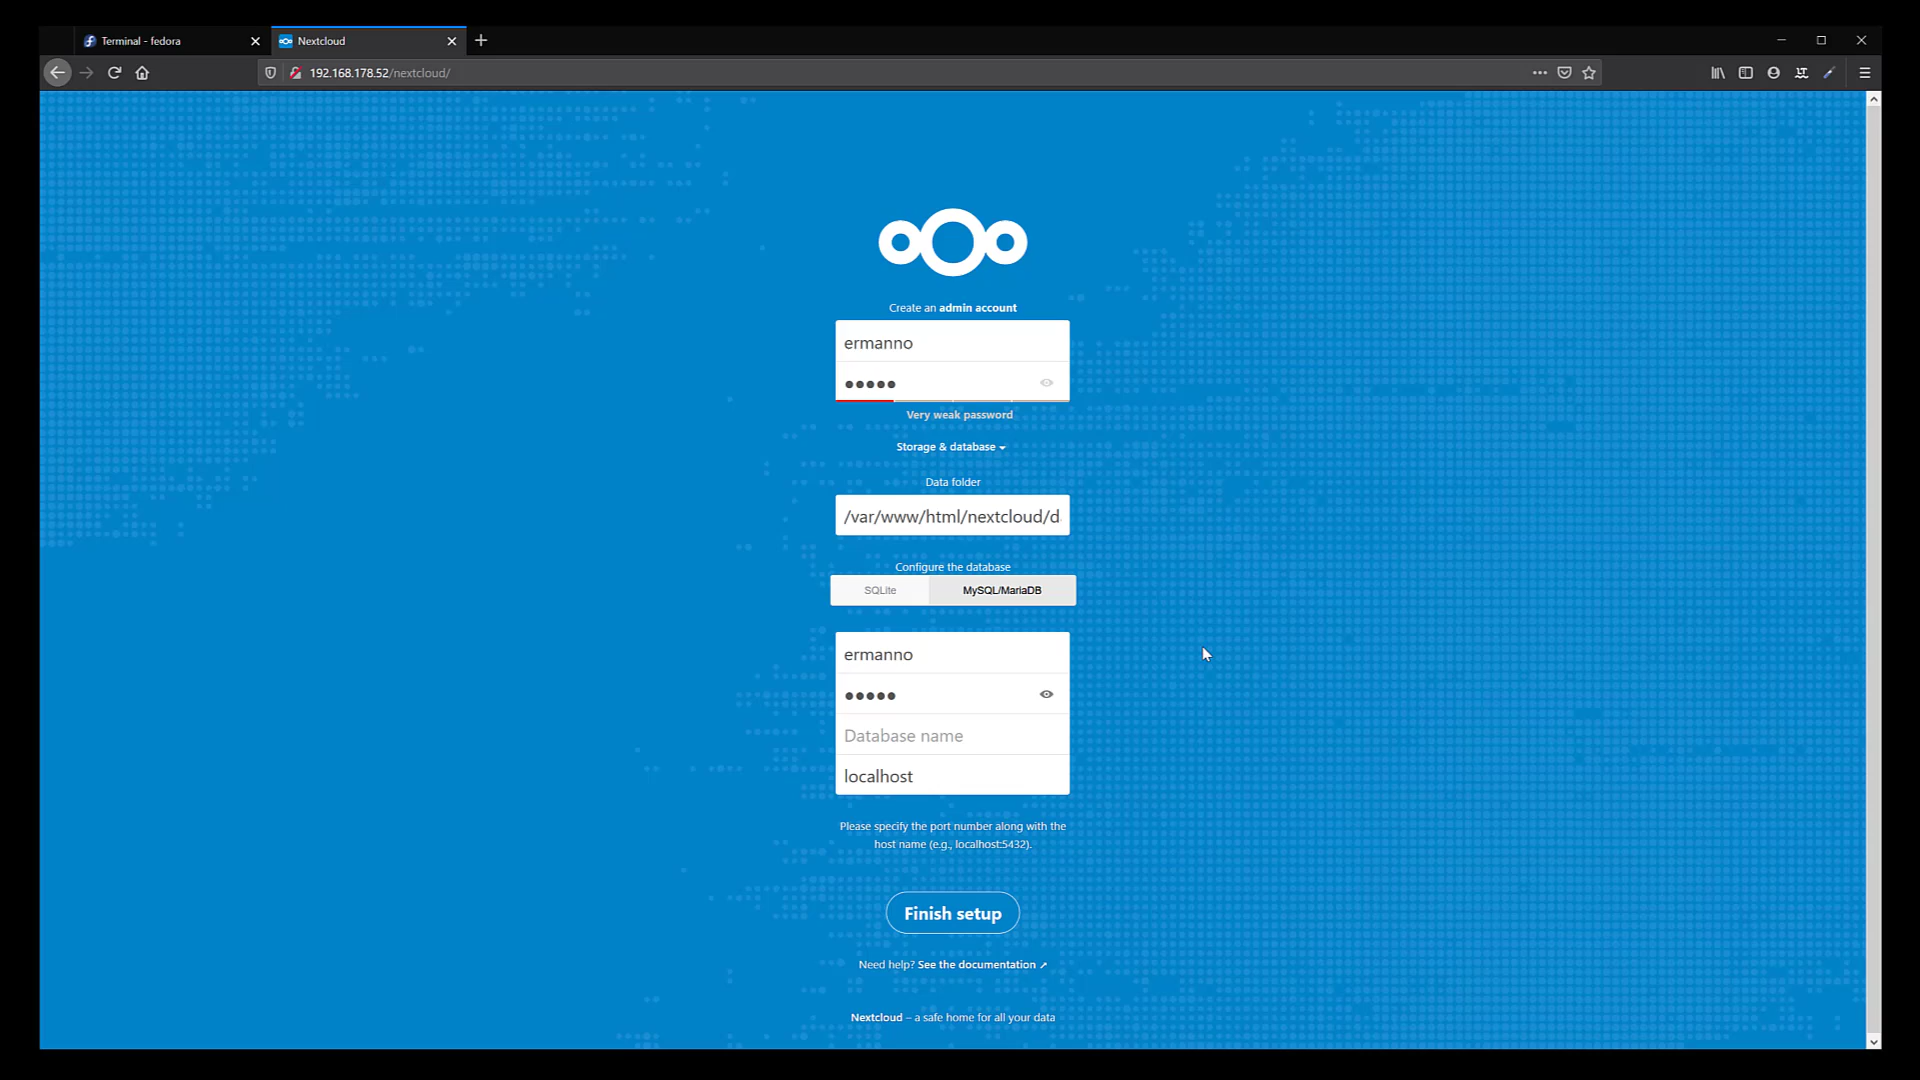 Terminal - fedora
Nextcloud
192.168.178.52/nextcloud/
Create an admin account
ermanno
Very weak password
Storage & database
Data folder
/var/www/html/nextcloud/d
Configure the database
SQLite
MySQL/MariaDB
ermanno
Database name
localhost
Please specify the port number along with the
host name (e.g., localhost:5432).
Finish setup
Need help? See the documentation ↗
Nextcloud – a safe home for all your data